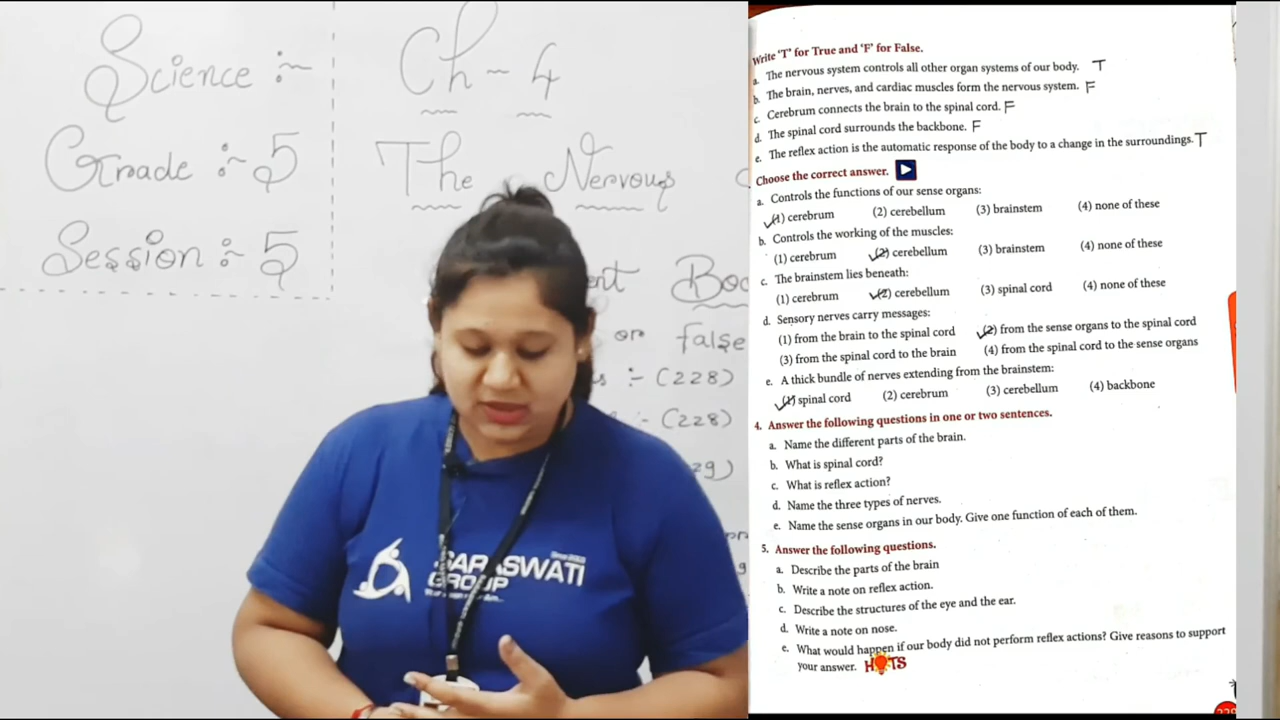 Science :-
Grade :- 5
Session :- 5
Ch - 4
The Nervous
ent Boo
or false
:- (228)
:- (228)
29)
Since
SARASWATI
GROUP
Write 'T' for True and 'F' for False.
a. The nervous system controls all other organ systems of our body. T
b. The brain, nerves, and cardiac muscles form the nervous system. F
c. Cerebrum connects the brain to the spinal cord. F
d. The spinal cord surrounds the backbone. F
e. The reflex action is the automatic response of the body to a change in the surroundings. T
Choose the correct answer.
a. Controls the functions of our sense organs:
(1) cerebrum (2) cerebellum (3) brainstem (4) none of these
b. Controls the working of the muscles:
(1) cerebrum (2) cerebellum (3) brainstem (4) none of these
c. The brainstem lies beneath:
(1) cerebrum (2) cerebellum (3) spinal cord (4) none of these
d. Sensory nerves carry messages:
(1) from the brain to the spinal cord (2) from the sense organs to the spinal cord
(3) from the spinal cord to the brain (4) from the spinal cord to the sense organs
e. A thick bundle of nerves extending from the brainstem:
(1) spinal cord (2) cerebrum (3) cerebellum (4) backbone
4. Answer the following questions in one or two sentences.
a. Name the different parts of the brain.
b. What is spinal cord?
c. What is reflex action?
d. Name the three types of nerves.
e. Name the sense organs in our body. Give one function of each of them.
5. Answer the following questions.
a. Describe the parts of the brain
b. Write a note on reflex action.
c. Describe the structures of the eye and the ear.
d. Write a note on nose.
e. What would happen if our body did not perform reflex actions? Give reasons to support
your answer. HOTS